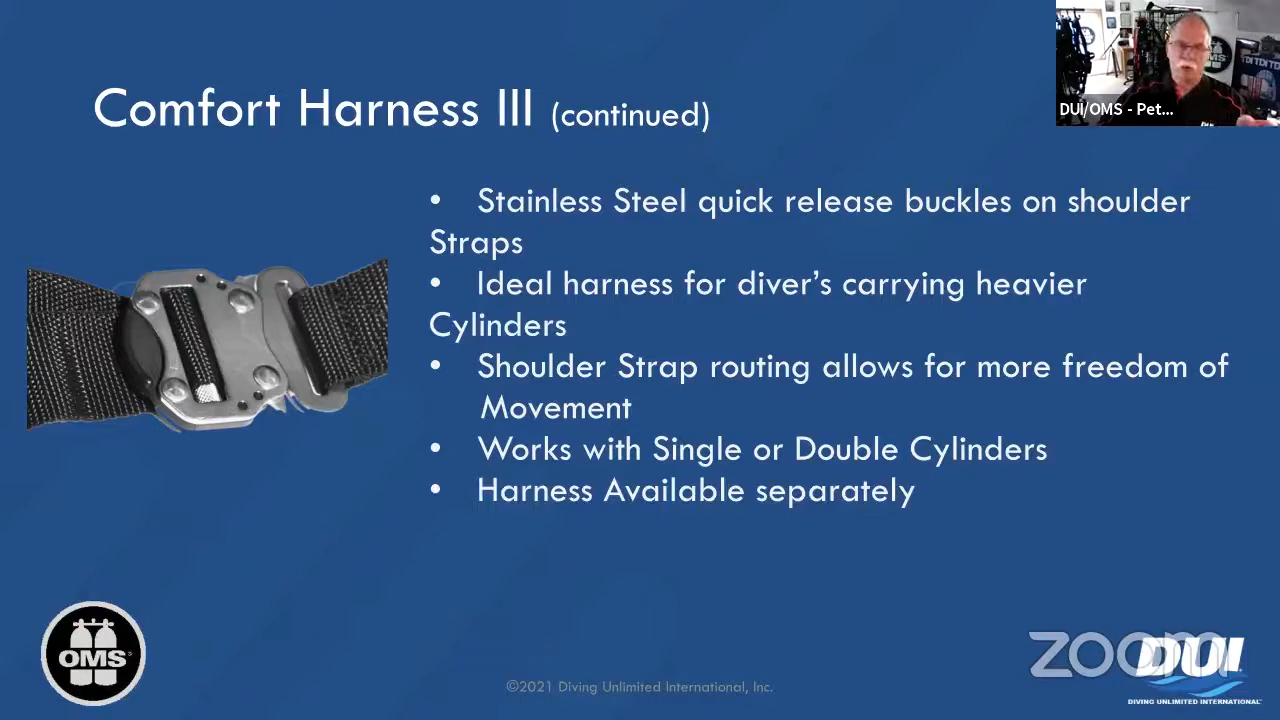 DUI/OMS - Pet...
Comfort Harness III (continued)
• Stainless Steel quick release buckles on shoulder
Straps
• Ideal harness for diver’s carrying heavier
Cylinders
• Shoulder Strap routing allows for more freedom of
Movement
• Works with Single or Double Cylinders
• Harness Available separately
OMS
©2021 Diving Unlimited International, Inc.
zoom
DUI
DIVING UNLIMITED INTERNATIONAL